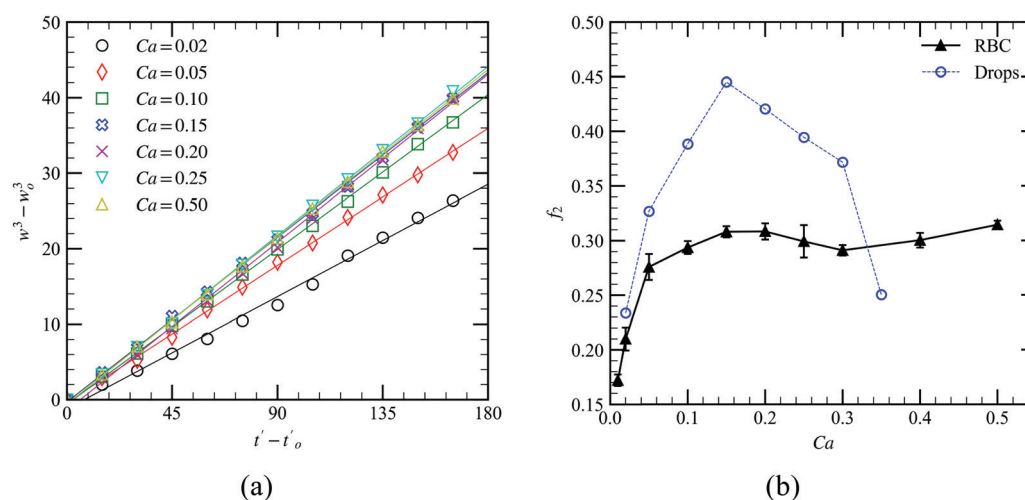 (a)
50
40
30
20
10
0
w³ − wₒ³
Ca = 0.02
Ca = 0.05
Ca = 0.10
Ca = 0.15
Ca = 0.20
Ca = 0.25
Ca = 0.50
0 45 90 135 180
t′ − t′ₒ
(a)
(b)
0.50
0.45
0.40
0.35
0.30
0.25
0.20
0.15
f₂
RBC
Drops
0.0 0.1 0.2 0.3 0.4 0.5
Ca
(b)